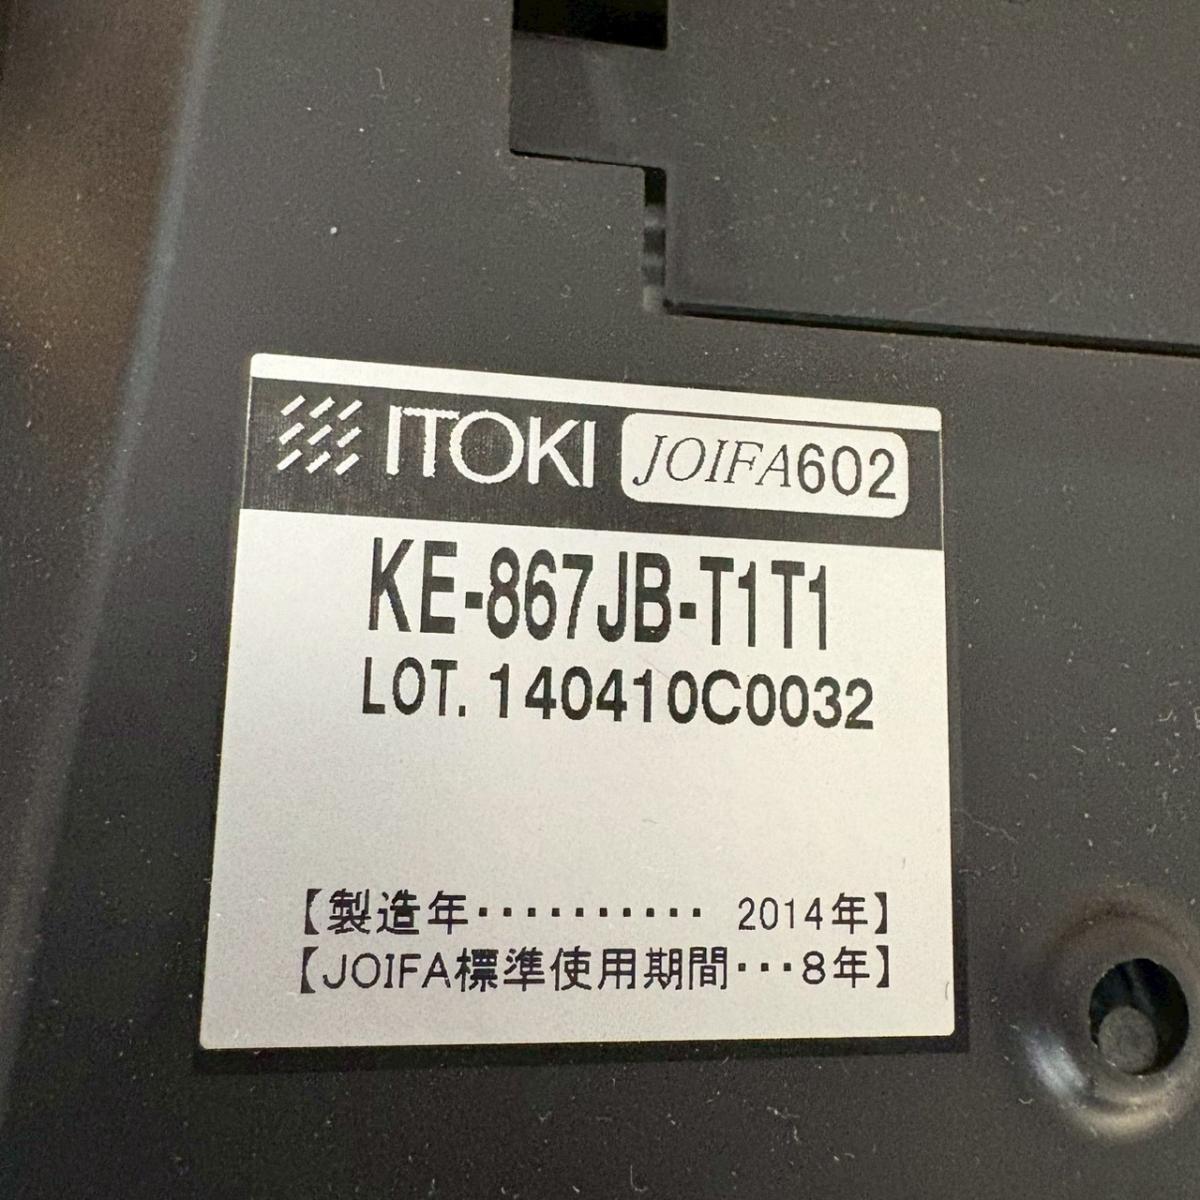 ITOKI JOIFA602
KE-867JB-T1T1
LOT. 140410C0032
【製造年・・・・・・・・・・ 2014年】
【JOIFA標準使用期間・・・8年】